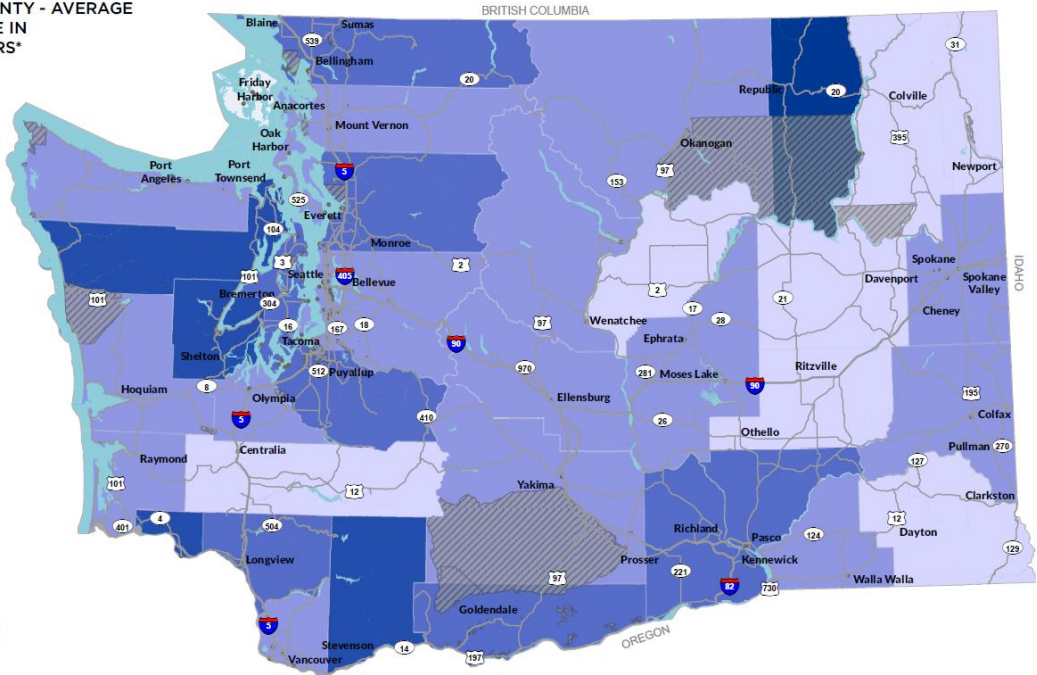 NTY - AVERAGE
E IN
RS*
BRITISH COLUMBIA
Blaine
Sumas
539
31
Bellingham
20
Friday
Harbor
Republic
20
Colville
Anacortes
Mount Vernon
Oak
Harbor
Okanogan
395
Port
Angeles
Port
Townsend
5
97
153
Newport
525
Everett
104
Monroe
3
2
101
Seattle
405
Bellevue
Spokane
IDAHO
Davenport
Spokane
Valley
101
Bremerton
304
2
21
17
Cheney
16
167
18
97
Wenatchee
28
Tacoma
90
Ephrata
Shelton
512
Puyallup
970
281
Moses Lake
Ritzville
90
8
Hoquiam
Olympia
Ellensburg
195
5
410
26
Colfax
Othello
Centralia
Pullman
270
Raymond
127
101
12
Yakima
Clarkston
401
4
504
Richland
12
Dayton
Pasco
124
129
Longview
Prosser
221
Kennewick
97
82
730
Walla Walla
Goldendale
5
OREGON
Stevenson
14
Vancouver
197